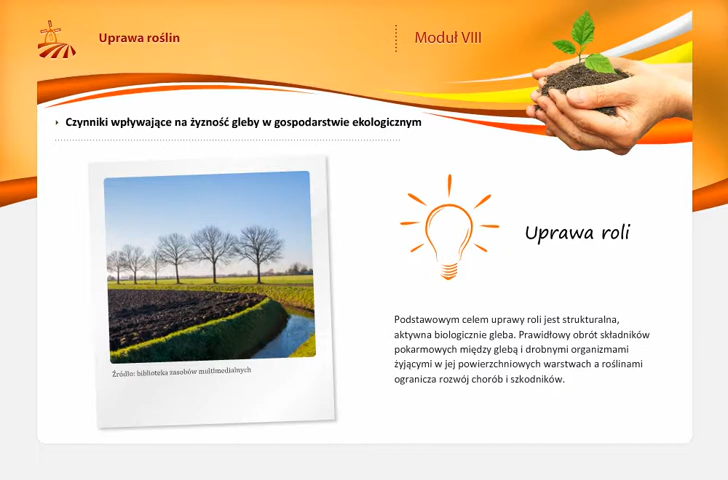 Uprawa roślin
Moduł VIII
Czynniki wpływające na żyzność gleby w gospodarstwie ekologicznym
Uprawa roli
Podstawowym celem uprawy roli jest strukturalna,
aktywna biologicznie gleba. Prawidłowy obrót składników
pokarmowych między glebą i drobnymi organizmami
żyjącymi w jej powierzchniowych warstwach a roślinami
ogranicza rozwój chorób i szkodników.
Źródło: biblioteka zasobów multimedialnych